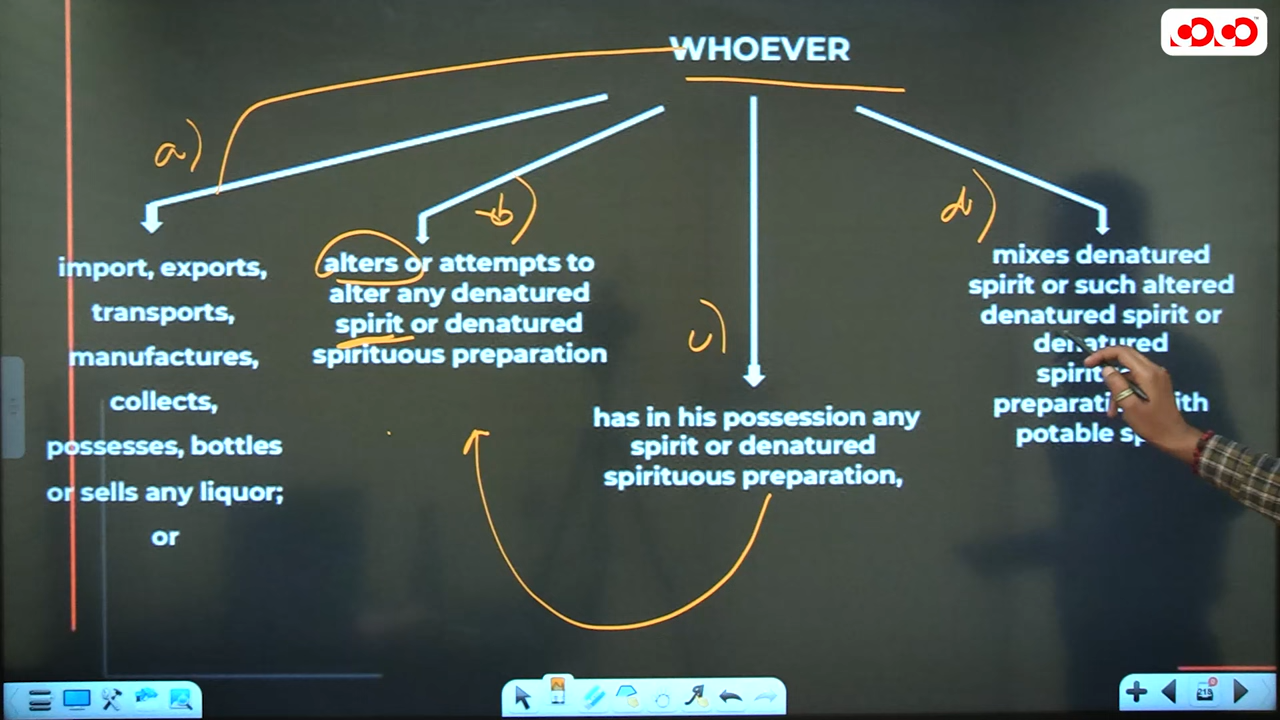 WHOEVER
a)
import, exports,
transports,
manufactures,
collects,
possesses, bottles
or sells any liquor;
or
b)
alters or attempts to
alter any denatured
spirit or denatured
spirituous preparation
c)
has in his possession any
spirit or denatured
spirituous preparation,
d)
mixes denatured
spirit or such altered
denatured spirit or
denatured
potable
218